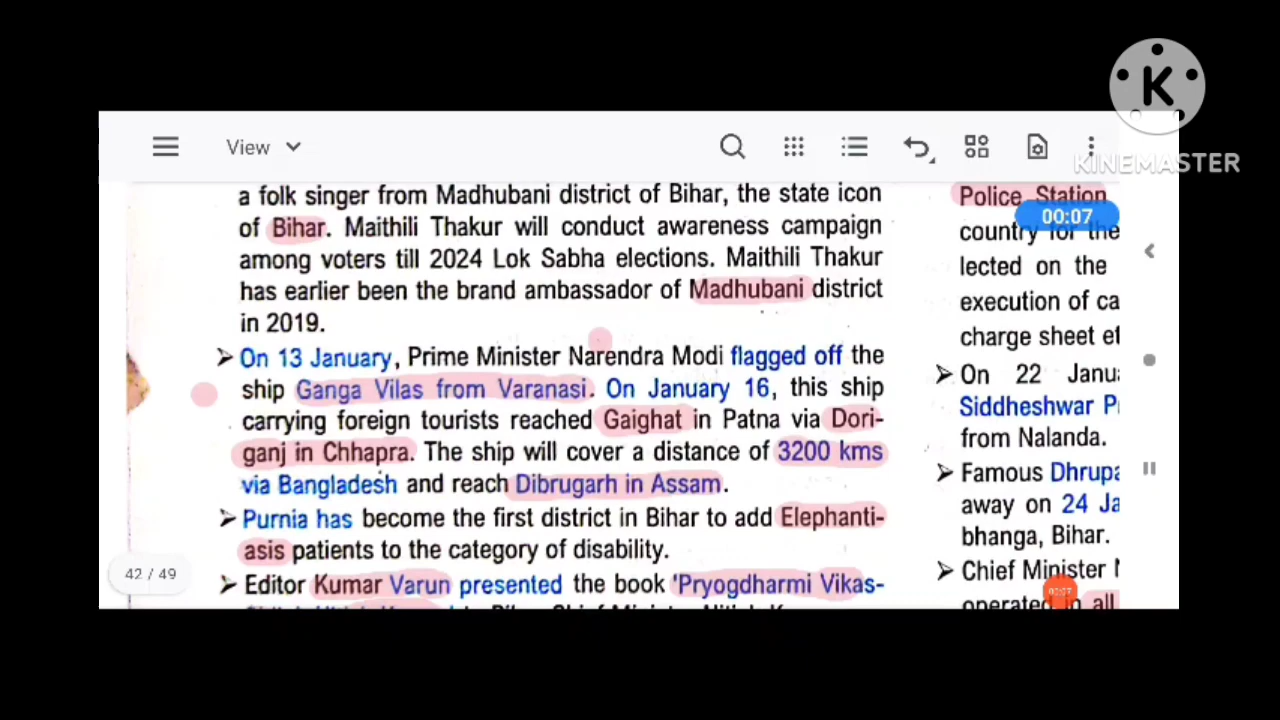 K
KINEMASTER
View
00:07
a folk singer from Madhubani district of Bihar, the state icon
of Bihar. Maithili Thakur will conduct awareness campaign
among voters till 2024 Lok Sabha elections. Maithili Thakur
has earlier been the brand ambassador of Madhubani district
in 2019.
➢ On 13 January, Prime Minister Narendra Modi flagged off the
ship Ganga Vilas from Varanasi. On January 16, this ship
carrying foreign tourists reached Gaighat in Patna via Dori-
ganj in Chhapra. The ship will cover a distance of 3200 kms
via Bangladesh and reach Dibrugarh in Assam.
➢ Purnia has become the first district in Bihar to add Elephanti-
asis patients to the category of disability.
➢ Editor Kumar Varun presented the book 'Pryogdharmi Vikas-
42 / 49
Police Station
country for the
lected on the
execution of ca
charge sheet ef
➢ On 22 Janu
Siddheshwar P
from Nalanda.
➢ Famous Dhrupa
away on 24 Ja
bhanga, Bihar.
➢ Chief Minister N
operated in all
00:07